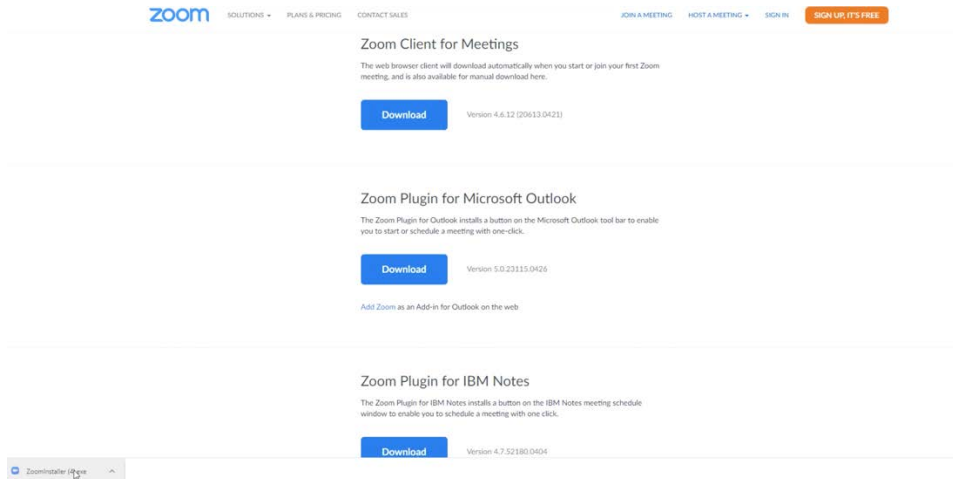 zoom SOLUTIONS PLANS & PRICING CONTACT SALES JOIN A MEETING HOST A MEETING SIGN IN SIGN UP, IT'S FREE
Zoom Client for Meetings
The web browser client will download automatically when you start or join your first Zoom
meeting, and is also available for manual download here.
Download Version 4.6.12 (20613.0421)
Zoom Plugin for Microsoft Outlook
The Zoom Plugin for Outlook installs a button on the Microsoft Outlook tool bar to enable
you to start or schedule a meeting with one-click.
Download Version 5.0.23115.0426
Add Zoom as an Add-in for Outlook on the web
Zoom Plugin for IBM Notes
The Zoom Plugin for IBM Notes installs a button on the IBM Notes meeting schedule
window to enable you to schedule a meeting with one click.
Download Version 4.7.52180.0404
ZoomInstaller